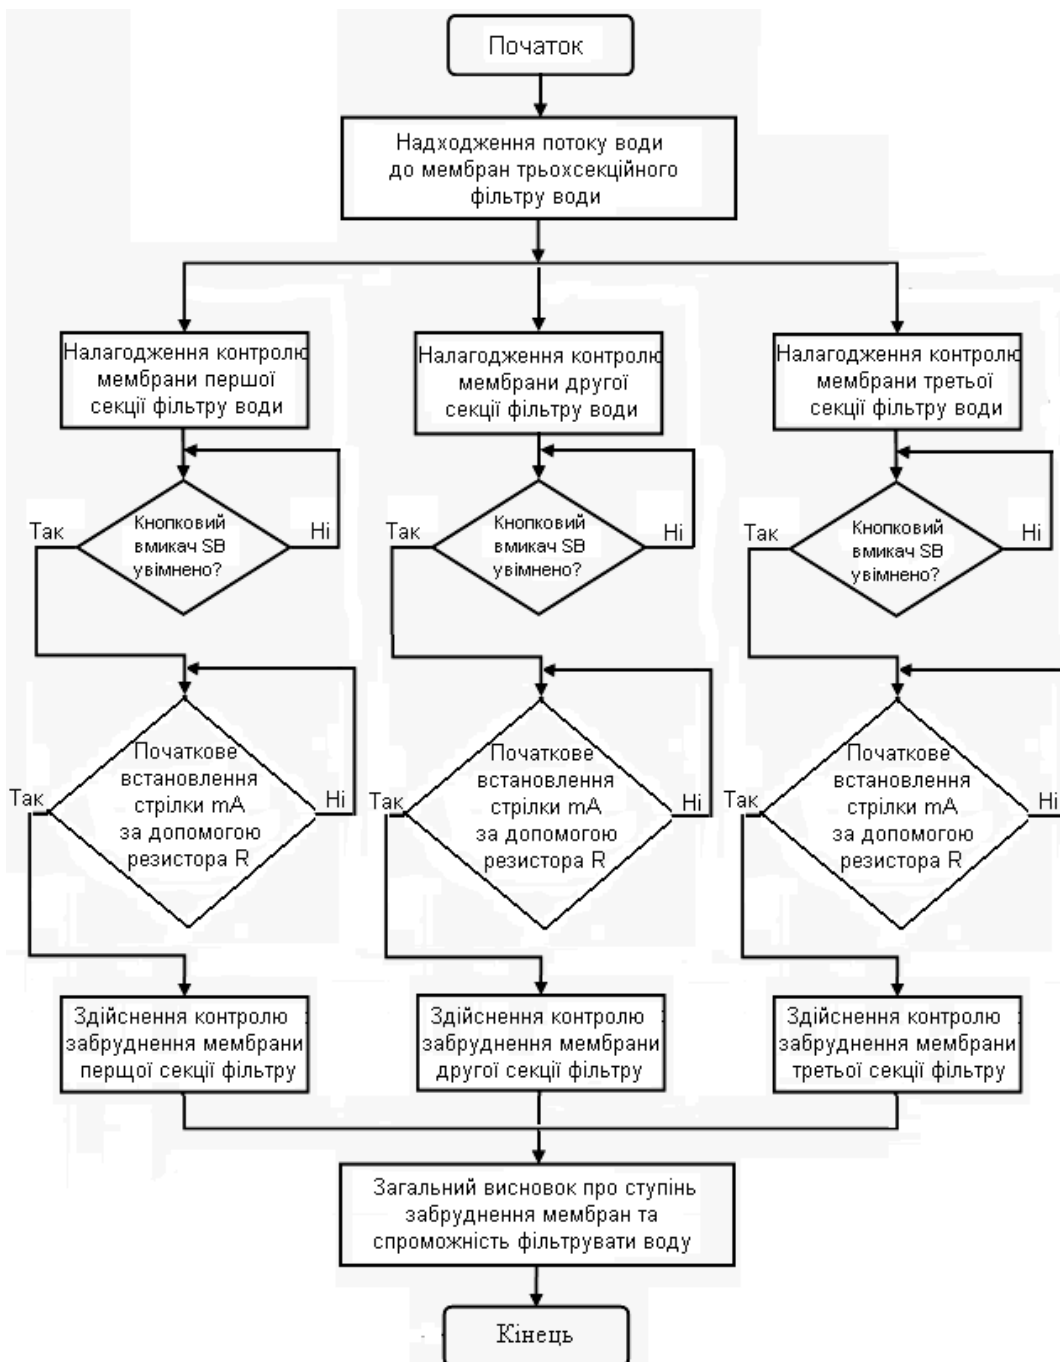 Початок
Надходження потоку води
до мембран трьохсекційного
фільтру води
Налагодження контролю
мембрани першої
секції фільтру води
Налагодження контролю
мембрани другої
секції фільтру води
Налагодження контролю
мембрани третьої
секції фільтру води
Так
Кнопковий
вмикач SB
увімнено?
Ні
Так
Кнопковий
вмикач SB
увімнено?
Ні
Так
Кнопковий
вмикач SB
увімнено?
Ні
Так
Початкове
встановлення
стрілки mA
за допомогою
резистора R
Ні
Так
Початкове
встановлення
стрілки mA
за допомогою
резистора R
Ні
Так
Початкове
встановлення
стрілки mA
за допомогою
резистора R
Ні
Здійснення контролю
забруднення мембрани
перщої секції фільтру
Здійснення контролю
забруднення мембрани
другої секції фільтру
Здійснення контролю
забруднення мембрани
третьої секції фільтру
Загальний висновок про ступінь
забруднення мембран та
спроможність фільтрувати воду
Кінець